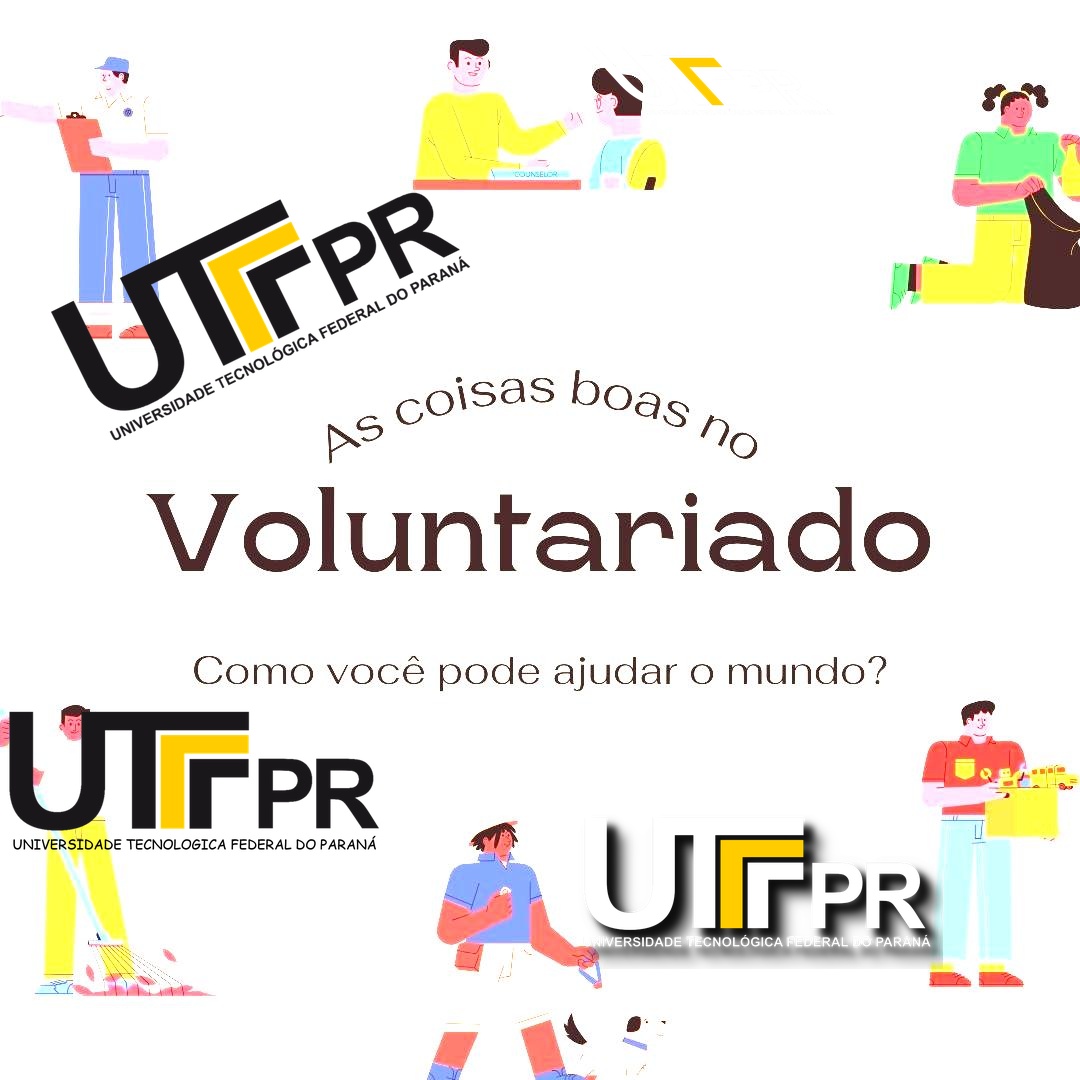 COUNSELOR
UTFPR
UNIVERSIDADE TECNOLÓGICA FEDERAL DO PARANÁ
As coisas boas no
Voluntariado
Como você pode ajudar o mundo?
UTFPR
UNIVERSIDADE TECNOLOGICA FEDERAL DO PARANÁ
UTFPR
UNIVERSIDADE TECNOLÓGICA FEDERAL DO PARANÁ